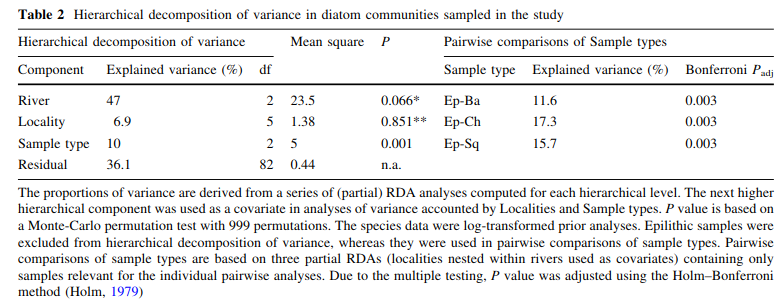 Table 2 Hierarchical decomposition of variance in diatom communities sampled in the study
Hierarchical decomposition of variance Mean square P Pairwise comparisons of Sample types
Component Explained variance (%) df Sample type Explained variance (%) Bonferroni Padj
River 47 2 23.5 0.066* Ep-Ba 11.6 0.003
Locality 6.9 5 1.38 0.851** Ep-Ch 17.3 0.003
Sample type 10 2 5 0.001 Ep-Sq 15.7 0.003
Residual 36.1 82 0.44 n.a.
The proportions of variance are derived from a series of (partial) RDA analyses computed for each hierarchical level. The next higher
hierarchical component was used as a covariate in analyses of variance accounted by Localities and Sample types. P value is based on
a Monte-Carlo permutation test with 999 permutations. The species data were log-transformed prior analyses. Epilithic samples were
excluded from hierarchical decomposition of variance, whereas they were used in pairwise comparisons of sample types. Pairwise
comparisons of sample types are based on three partial RDAs (localities nested within rivers used as covariates) containing only
samples relevant for the individual pairwise analyses. Due to the multiple testing, P value was adjusted using the Holm–Bonferroni
method (Holm, 1979)